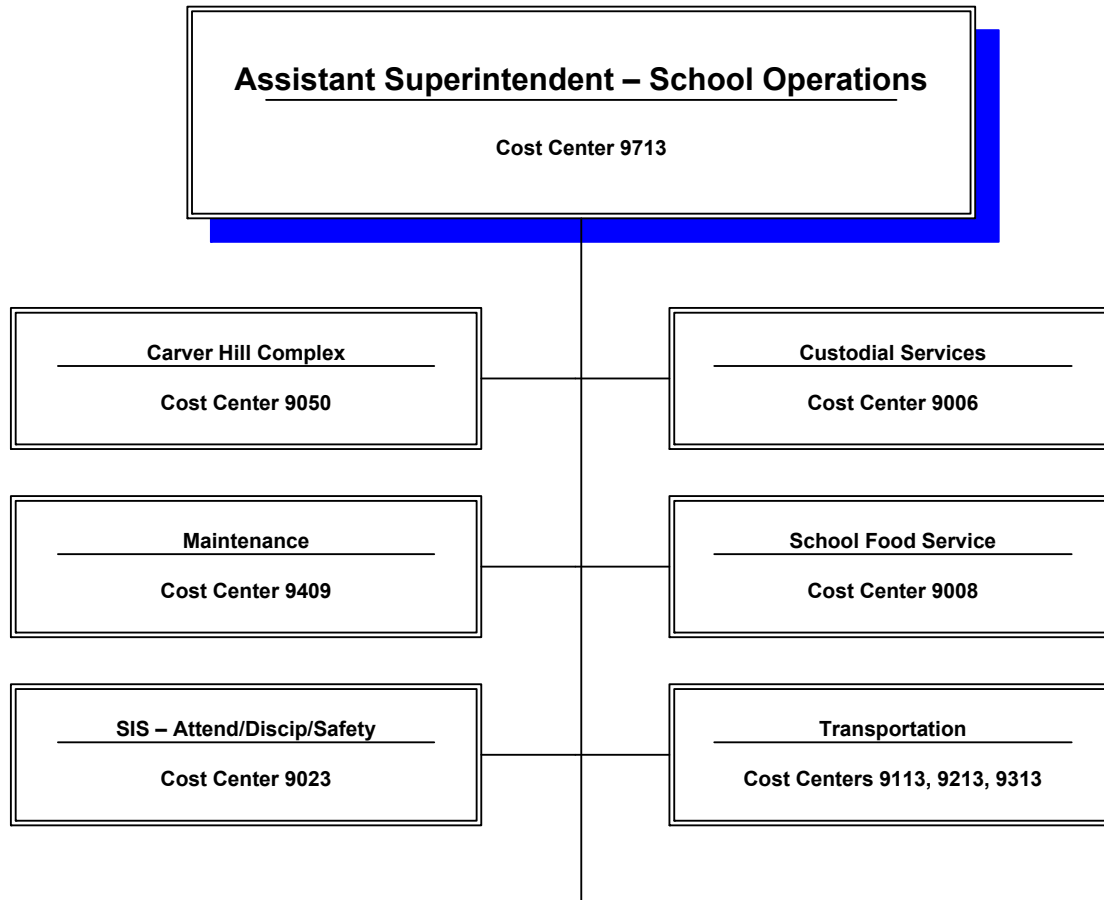 Assistant Superintendent – School Operations
Cost Center 9713
Carver Hill Complex
Cost Center 9050
Custodial Services
Cost Center 9006
Maintenance
Cost Center 9409
School Food Service
Cost Center 9008
SIS – Attend/Discip/Safety
Cost Center 9023
Transportation
Cost Centers 9113, 9213, 9313